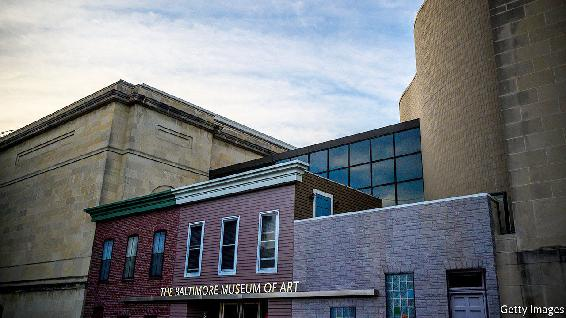 THE BALTIMORE MUSEUM OF ART
Getty Images